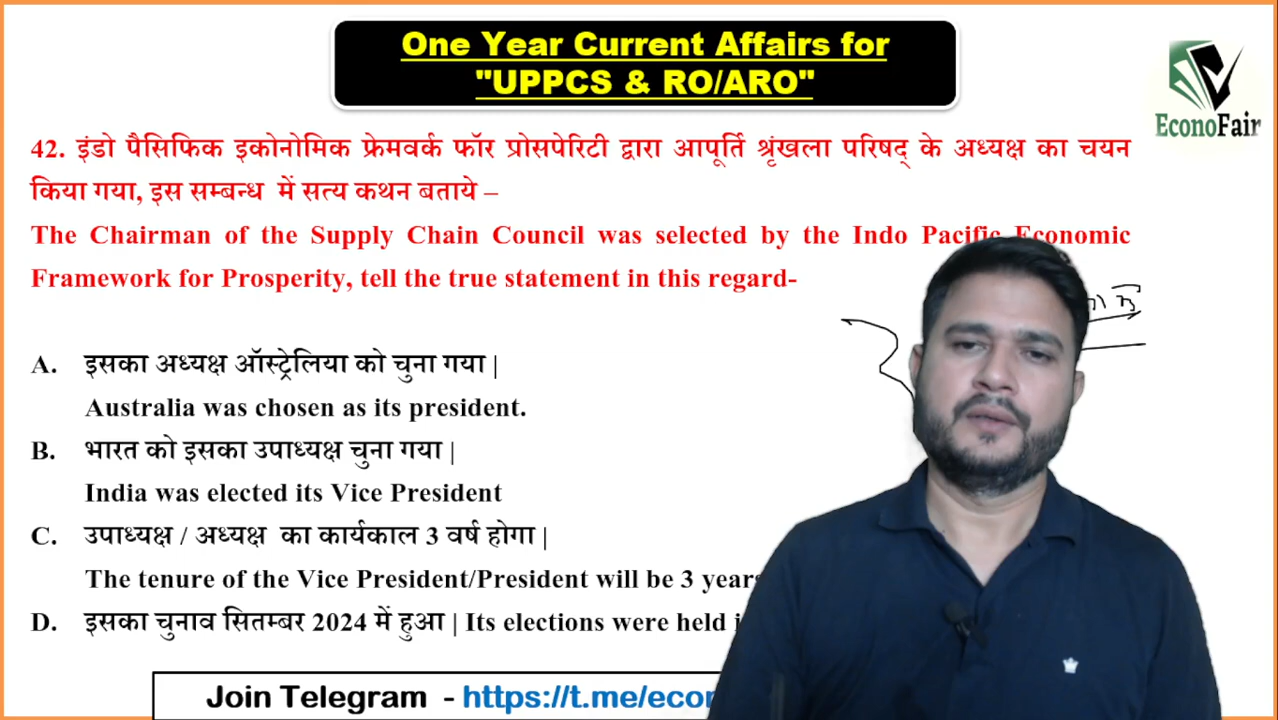 One Year Current Affairs for
"UPPCS & RO/ARO"
EconoFair
42. इंडो पैसिफिक इकोनोमिक फ्रेमवर्क फॉर प्रोसपेरिटी द्वारा आपूर्ति श्रृंखला परिषद् के अध्यक्ष का चयन
किया गया, इस सम्बन्ध में सत्य कथन बताये –
The Chairman of the Supply Chain Council was selected by the Indo Pacific Economic
Framework for Prosperity, tell the true statement in this regard-
A. इसका अध्यक्ष ऑस्ट्रेलिया को चुना गया |
Australia was chosen as its president.
B. भारत को इसका उपाध्यक्ष चुना गया |
India was elected its Vice President
C. उपाध्यक्ष / अध्यक्ष का कार्यकाल 3 वर्ष होगा |
The tenure of the Vice President/President will be 3 years
D. इसका चुनाव सितम्बर 2024 में हुआ | Its elections were held
Join Telegram - https://t.me/econ